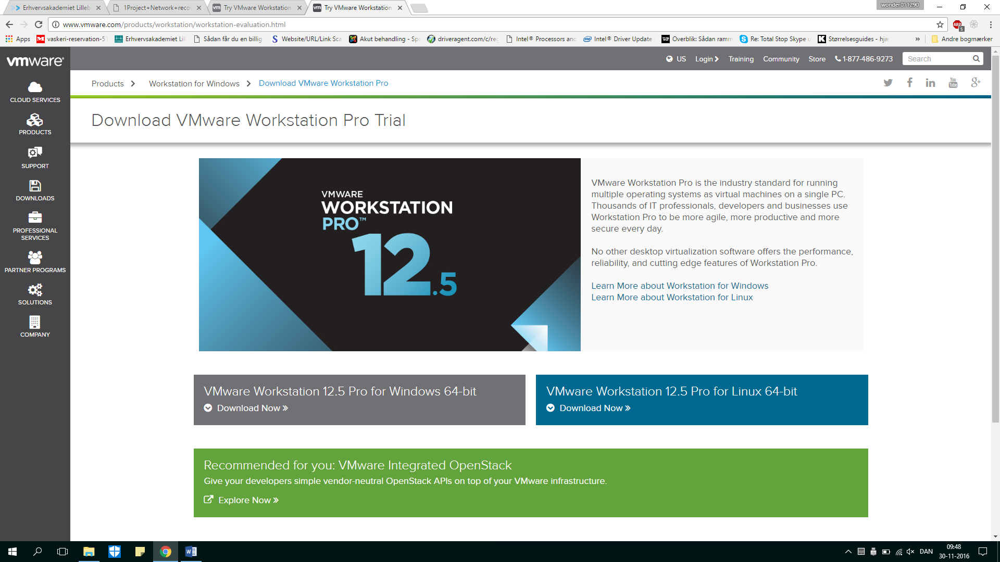 Erhvervsakademiet Lilleb
1Project+Network+reco
Try VMware Workstation
Try VMware Workstation
wonder011290
www.vmware.com/products/workstation/workstation-evaluation.html
ABP
5
Apps
vaskeri-reservation-51
Erhvervsakademiet Lil
Sådan får du en billig
Website/URL/Link Sca
Akut behandling - Spo
driveragent.com/c/reg
Intel® Processors and
Intel® Driver Update
Overblik: Sådan ramm
Re: Total Stop Skype u
Størrelsesguides - hjæ
Andre bogmærker
vmware
US
Login
Training
Community
Store
1-877-486-9273
Search
Products
Workstation for Windows
Download VMware Workstation Pro
You Tube
g+
CLOUD SERVICES
PRODUCTS
SUPPORT
DOWNLOADS
PROFESSIONAL
SERVICES
PARTNER PROGRAMS
SOLUTIONS
COMPANY
Download VMware Workstation Pro Trial
VMWARE
WORKSTATION
PRO™
12.5
VMware Workstation Pro is the industry standard for running
multiple operating systems as virtual machines on a single PC.
Thousands of IT professionals, developers and businesses use
Workstation Pro to be more agile, more productive and more
secure every day.
No other desktop virtualization software offers the performance,
reliability, and cutting edge features of Workstation Pro.
Learn More about Workstation for Windows
Learn More about Workstation for Linux
VMware Workstation 12.5 Pro for Windows 64-bit
Download Now »
VMware Workstation 12.5 Pro for Linux 64-bit
Download Now »
Recommended for you: VMware Integrated OpenStack
Give your developers simple vendor-neutral OpenStack APIs on top of your VMware infrastructure.
Explore Now »
DAN
09:48
30-11-2016